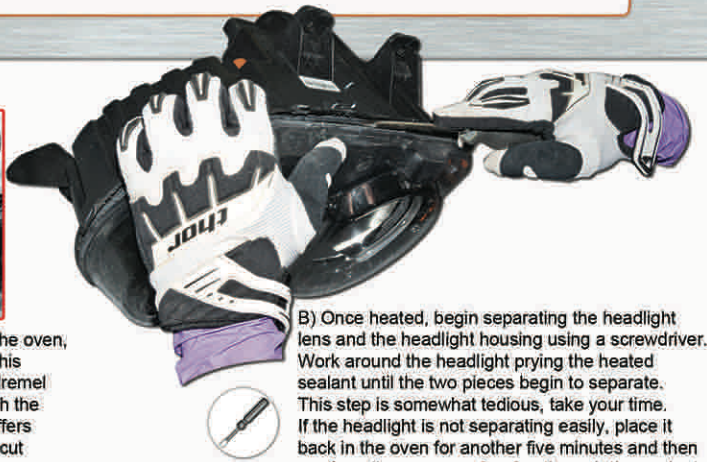 thor
he oven,
his
remel
h the
ffers
cut
B) Once heated, begin separating the headlight
lens and the headlight housing using a screwdriver.
Work around the headlight prying the heated
sealant until the two pieces begin to separate.
This step is somewhat tedious, take your time.
If the headlight is not separating easily, place it
back in the oven for another five minutes and then